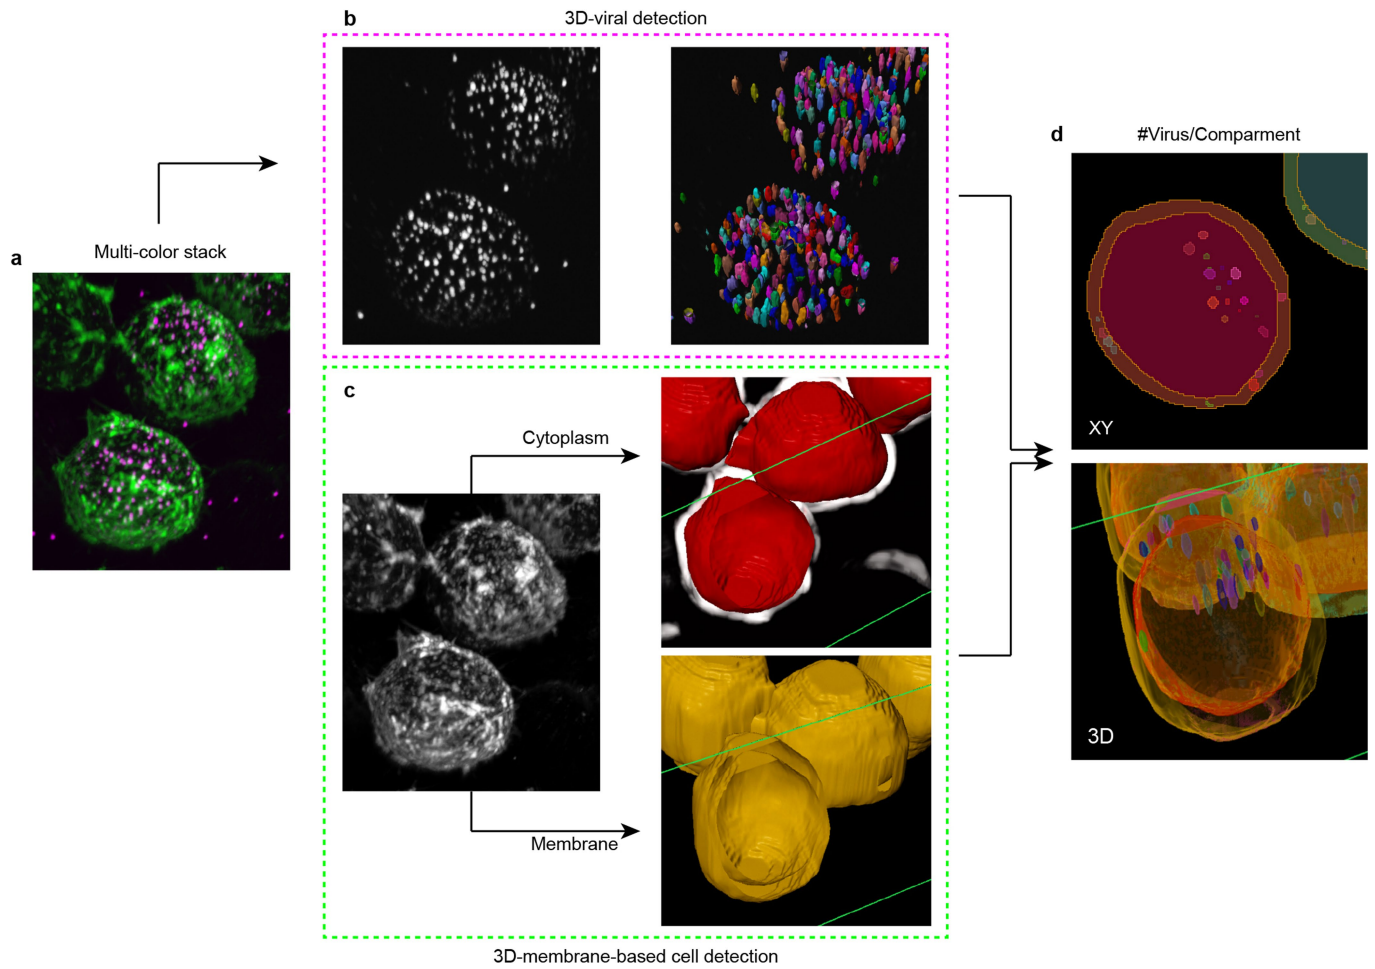 b
3D-viral detection
d
#Virus/Comparment
a
Multi-color stack
XY
c
Cytoplasm
Membrane
3D
3D-membrane-based cell detection